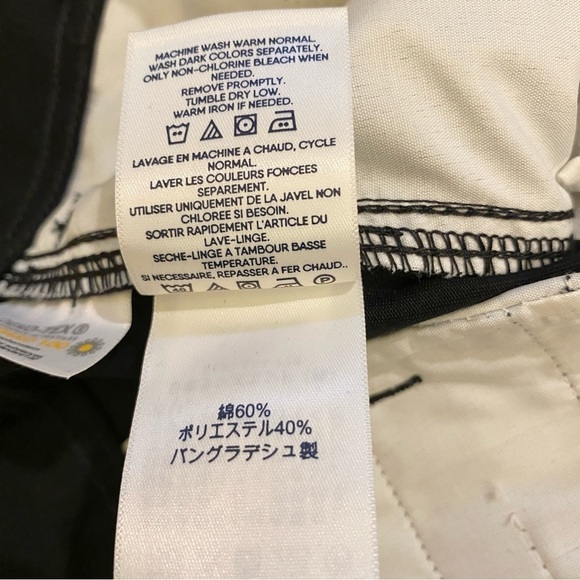 MACHINE WASH WARM NORMAL.
WASH DARK COLORS SEPARATELY.
ONLY NON-CHLORINE BLEACH WHEN
NEEDED.
REMOVE PROMPTLY.
TUMBLE DRY LOW.
WARM IRON IF NEEDED.
LAVAGE EN MACHINE A CHAUD, CYCLE
NORMAL.
LAVER LES COULEURS FONCEES
SEPAREMENT.
UTILISER UNIQUEMENT DE LA JAVEL NON
CHLOREE SI BESOIN.
SORTIR RAPIDEMENT L'ARTICLE DU
LAVE-LINGE.
SECHE-LINGE A TAMBOUR BASSE
TEMPERATURE.
SI NECESSAIRE, REPASSER A FER CHAUD..
40
P
綿60%
ポリエステル40%
バングラデシュ製